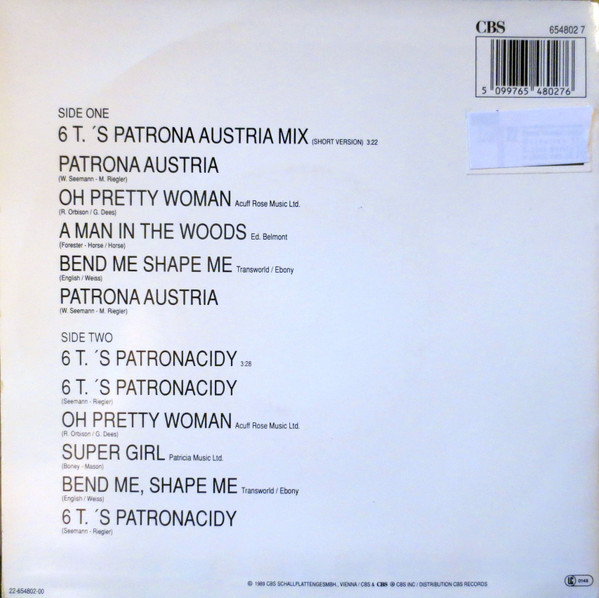 CBS 654802 7
5 099765 480276
SIDE ONE
6 T. ´S PATRONA AUSTRIA MIX (SHORT VERSION) 3:22
PATRONA AUSTRIA
(W. Seemann - M. Riegler)
OH PRETTY WOMAN Acuff Rose Music Ltd.
(R. Orbison / G. Dees)
A MAN IN THE WOODS Ed. Belmont
(Forester - Horse / Horse)
BEND ME SHAPE ME Transworld / Ebony
(English / Weiss)
PATRONA AUSTRIA
(W. Seemann - M. Riegler)
SIDE TWO
6 T. ´S PATRONACIDY 3:28
6 T. ´S PATRONACIDY
(Seemann - Riegler)
OH PRETTY WOMAN Acuff Rose Music Ltd.
(R. Orbison / G. Dees)
SUPER GIRL Patricia Music Ltd.
(Boney - Mason)
BEND ME, SHAPE ME Transworld / Ebony
(English / Weiss)
6 T. ´S PATRONACIDY
(Seemann - Riegler)
© 1989 CBS SCHALLPLATTENGESMBH., VIENNA / CBS & CBS ® CBS INC / DISTRIBUTION CBS RECORDS
LC 0149
22-654802-00